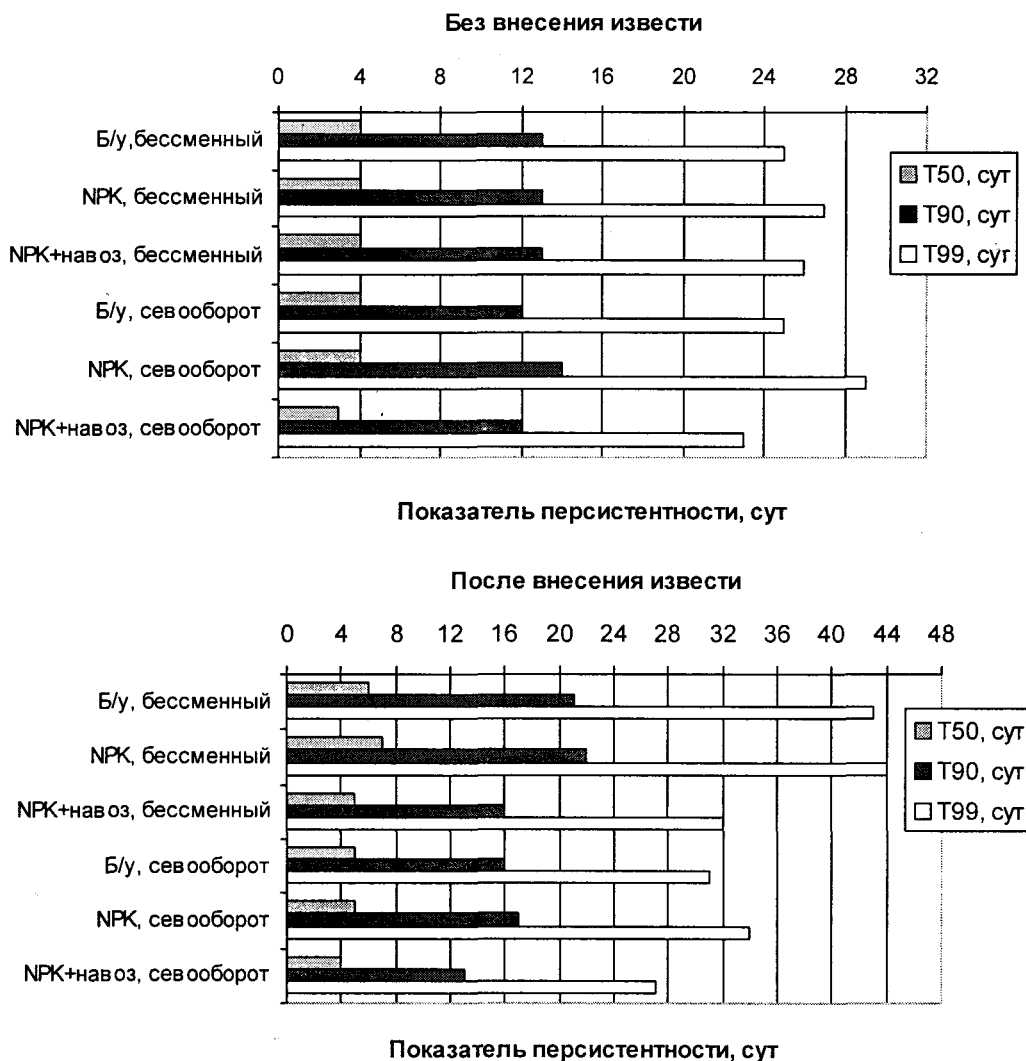 Без внесения извести
0 4 8 12 16 20 24 28 32
Б/у,бессменный
NPK, бессменный
NPK+навоз, бессменный
Б/у, севооборот
NPK, севооборот
NPK+навоз, севооборот
T50, сут
T90, сут
T99, сут
Показатель персистентности, сут
После внесения извести
0 4 8 12 16 20 24 28 32 36 40 44 48
Б/у, бессменный
NPK, бессменный
NPK+навоз, бессменный
Б/у, севооборот
NPK, севооборот
NPK+навоз, севооборот
T50, сут
T90, сут
T99, сут
Показатель персистентности, сут